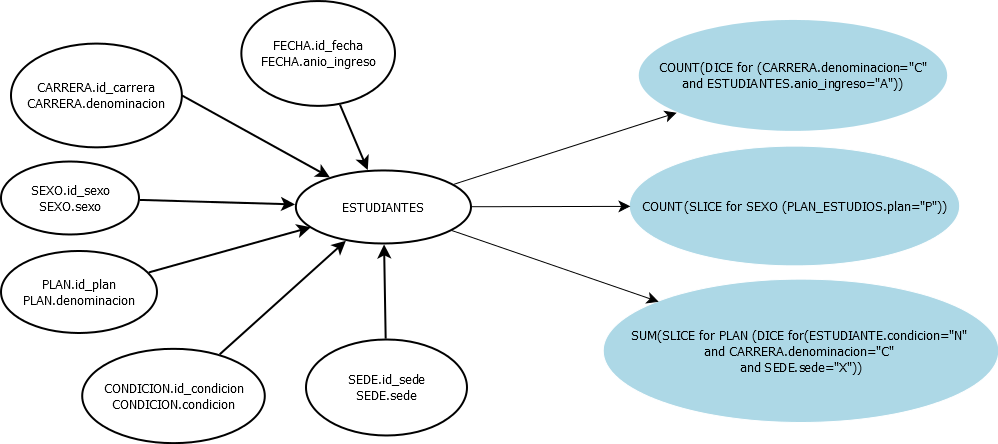 FECHA.id_fecha
FECHA.anio_ingreso
CARRERA.id_carrera
CARRERA.denominacion
SEXO.id_sexo
SEXO.sexo
PLAN.id_plan
PLAN.denominacion
CONDICION.id_condicion
CONDICION.condicion
SEDE.id_sede
SEDE.sede
ESTUDIANTES
COUNT(DICE for (CARRERA.denominacion="C"
and ESTUDIANTES.anio_ingreso="A"))
COUNT(SLICE for SEXO (PLAN_ESTUDIOS.plan="P"))
SUM(SLICE for PLAN (DICE for(ESTUDIANTE.condicion="N"
and CARRERA.denominacion="C"
and SEDE.sede="X"))